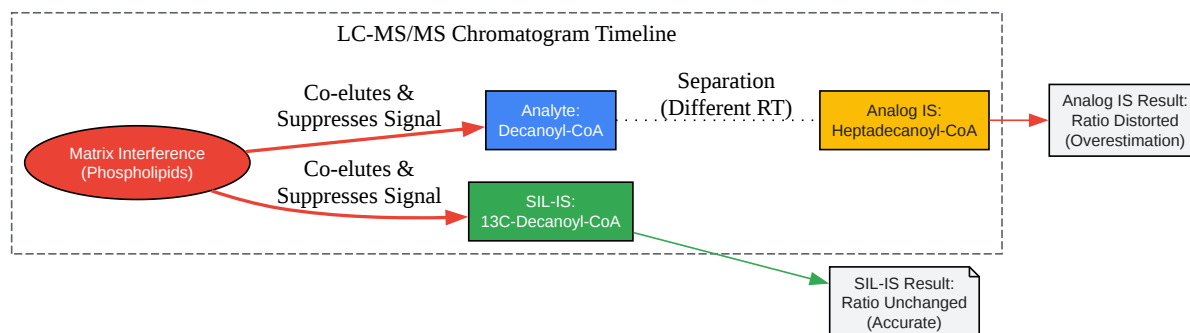 LC-MS/MS Chromatogram Timeline
Matrix Interference
(Phospholipids)
Co-elutes &
Suppresses Signal
Co-elutes &
Suppresses Signal
Analyte:
Decanoyl-CoA
Separation
(Different RT)
Analog IS:
Heptadecanoyl-CoA
SIL-IS:
13C-Decanoyl-CoA
Analog IS Result:
Ratio Distorted
(Overestimation)
SIL-IS Result:
Ratio Unchanged
(Accurate)